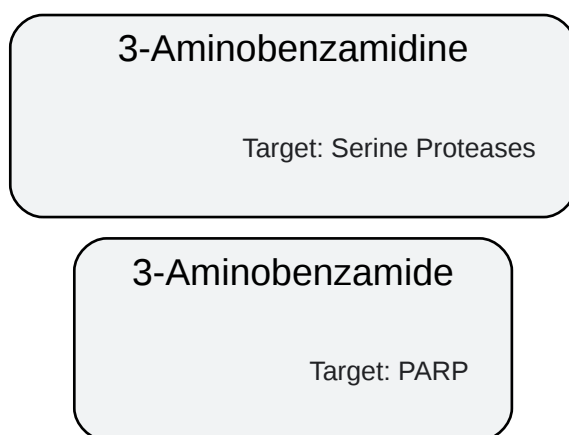 3-Aminobenzamidine
Target: Serine Proteases
3-Aminobenzamide
Target: PARP